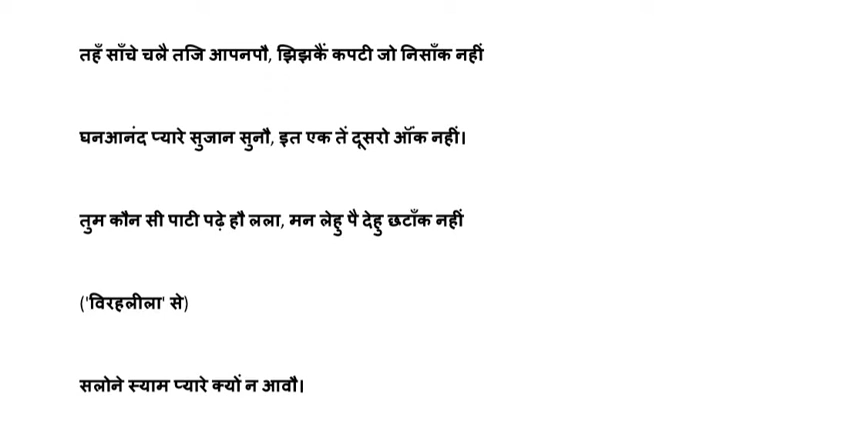 तहँ साँचे चलै तजि आपनपौ, झिझकैं कपटी जो निसाँक नहीं
घनआनंद प्यारे सुजान सुनौ, इत एक तें दूसरो ऑंक नहीं।
तुम कौन सी पाटी पढ़े हौ लला, मन लेहु पै देहु छटाँक नहीं
('विरहलीला' से)
सलोने स्याम प्यारे क्यों न आवौ।